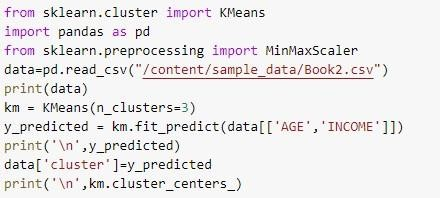 from sklearn.cluster import KMeans
import pandas as pd
from sklearn.preprocessing import MinMaxScaler
data=pd.read_csv("/content/sample_data/Book2.csv")
print(data)
km = KMeans(n_clusters=3)
y_predicted = km.fit_predict(data[['AGE','INCOME']])
print('\n',y_predicted)
data['cluster']=y_predicted
print('\n',km.cluster_centers_)